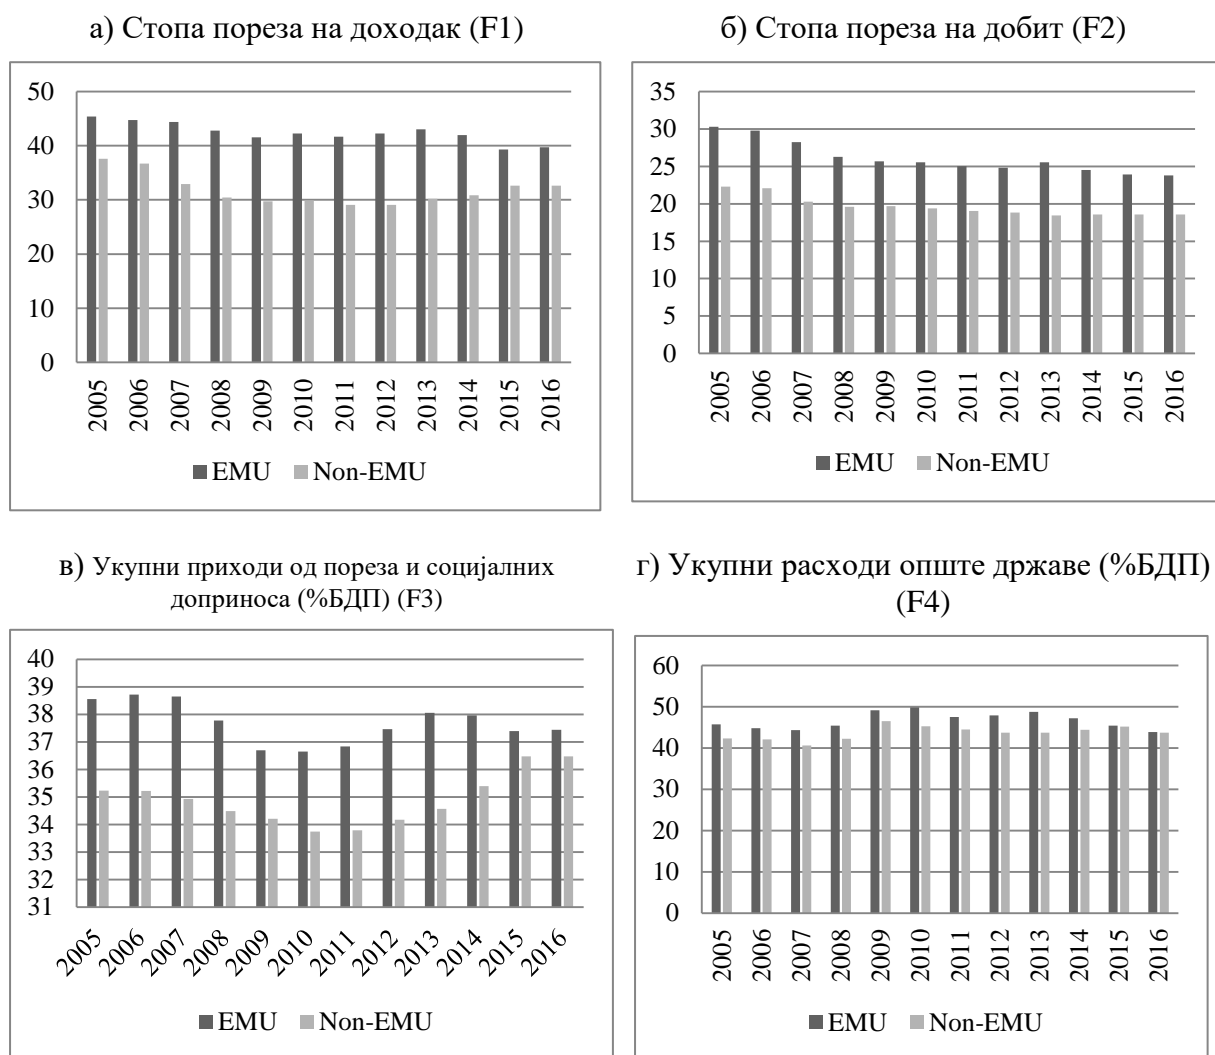 а) Стопа пореза на доходак (F1)
50
40
30
20
10
0
2005 2006 2007 2008 2009 2010 2011 2012 2013 2014 2015 2016
EMU Non-EMU
б) Стопа пореза на добит (F2)
35
30
25
20
15
10
5
0
2005 2006 2007 2008 2009 2010 2011 2012 2013 2014 2015 2016
EMU Non-EMU
в) Укупни приходи од пореза и социјалних
доприноса (%БДП) (F3)
40
39
38
37
36
35
34
33
32
31
2005 2006 2007 2008 2009 2010 2011 2012 2013 2014 2015 2016
EMU Non-EMU
г) Укупни расходи опште државе (%БДП)
(F4)
60
50
40
30
20
10
0
2005 2006 2007 2008 2009 2010 2011 2012 2013 2014 2015 2016
EMU Non-EMU